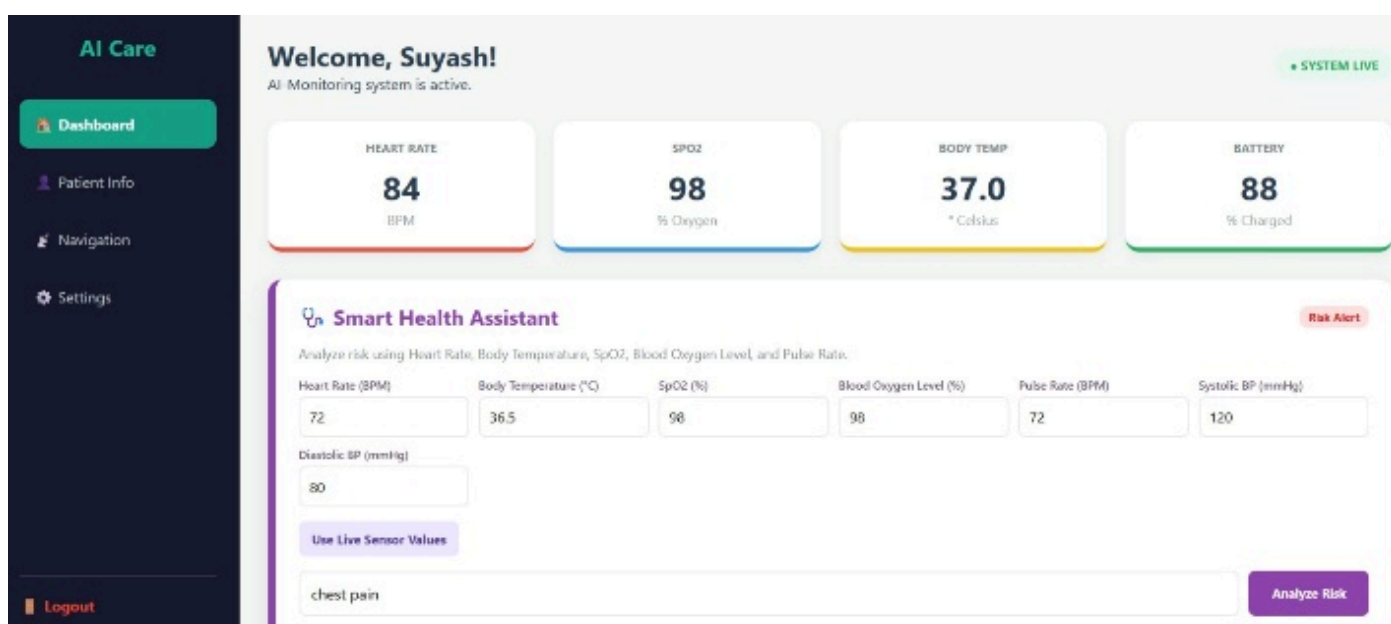 AI Care
Dashboard
Patient Info
Navigation
Settings
Logout
Welcome, Suyash!
AI-Monitoring system is active.
• SYSTEM LIVE
HEART RATE
84
BPM
SPO2
98
% Oxygen
BODY TEMP
37.0
° Celsius
BATTERY
88
% Charged
Smart Health Assistant
Risk Alert
Analyze risk using Heart Rate, Body Temperature, SpO2, Blood Oxygen Level, and Pulse Rate.
Heart Rate (BPM)
72
Body Temperature (°C)
36.5
SpO2 (%)
98
Blood Oxygen Level (%)
98
Pulse Rate (BPM)
72
Systolic BP (mmHg)
120
Diastolic BP (mmHg)
80
Use Live Sensor Values
chest pain
Analyze Risk